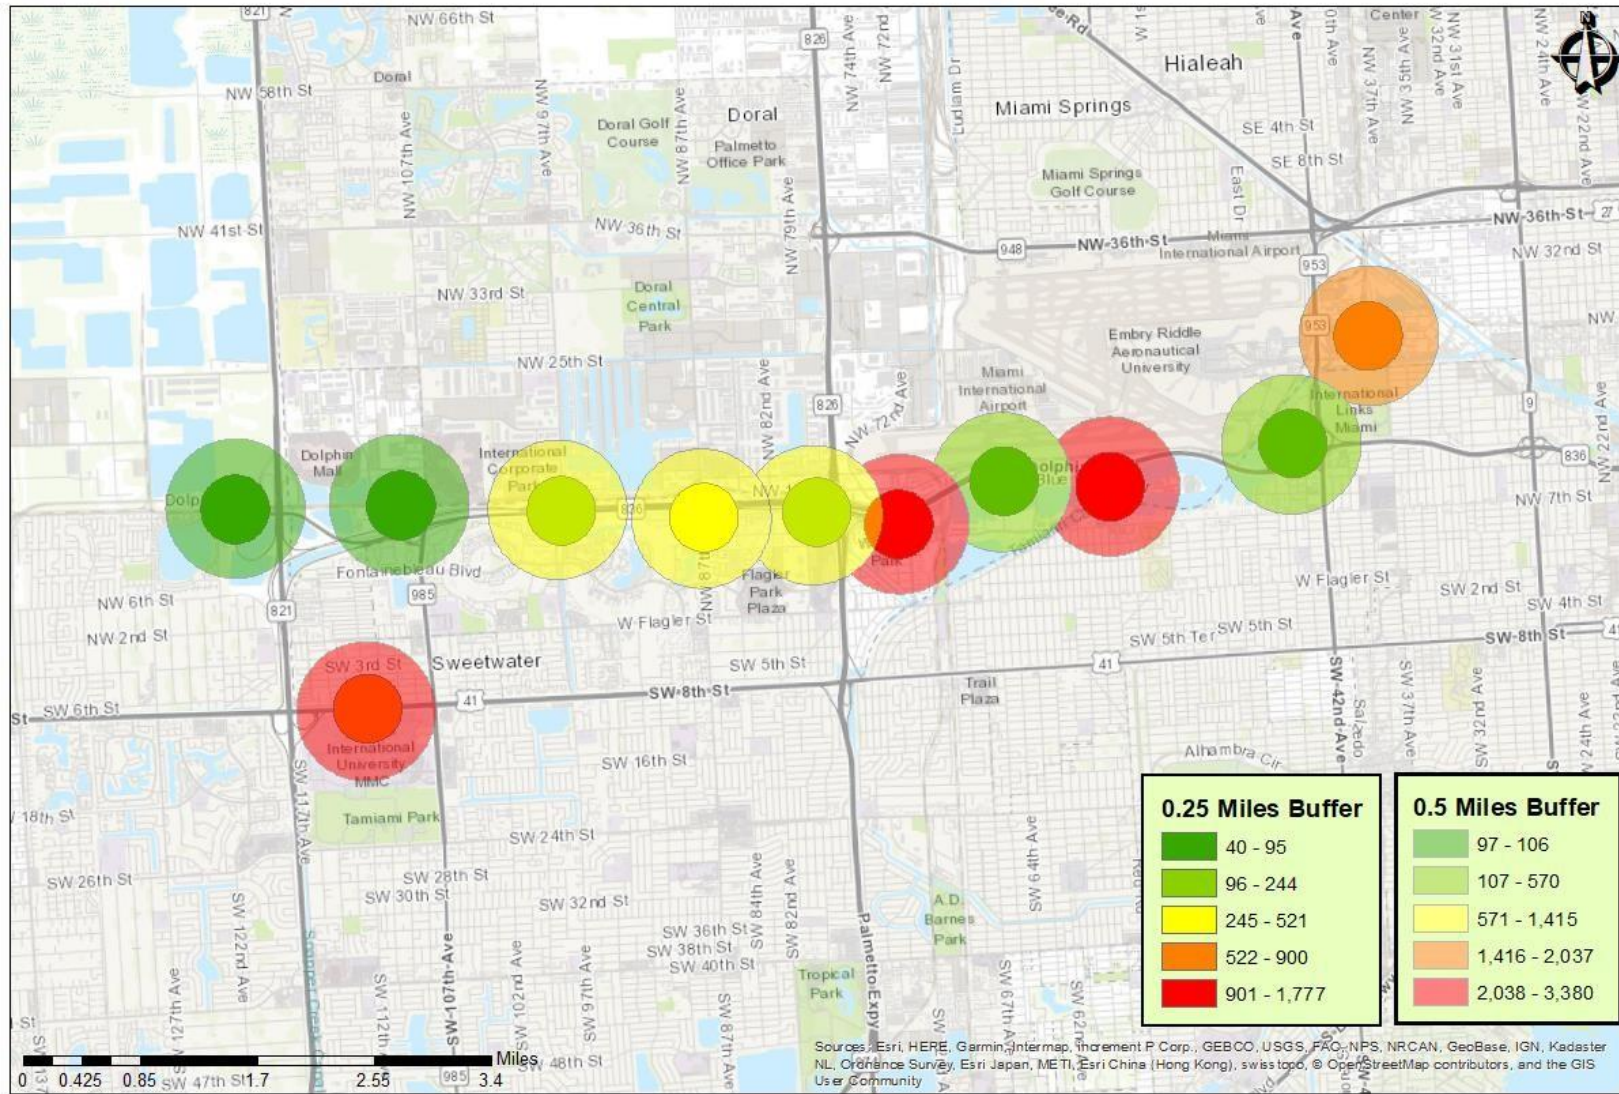 821
NW 66th St
NW 58th St
Doral
NW 107th Ave
NW 97th Ave
Doral Golf
Course
NW 87th Ave
Doral
Palmetto
Office Park
826
NW 74th Ave
NW 72nd
Ludlam Dr
NW 79th Ave
Miami Springs
Hialeah
SE 4th St
SE 8th St
Miami Springs
Golf Course
East Dr
Center
NW 37th Ave
NW 35th Ave
NW 32nd Ave
NW 31st Ave
NW 24th Ave
NW 22nd Ave
NW 41st St
NW 36th St
948
NW 36th St
Miami
International Airport
953
NW 36th St
27
NW 32nd St
NW 33rd St
Doral
Central
Park
NW 25th St
NW 82nd Ave
826
NW 72nd Ave
Miami
International
Airport
Embry Riddle
Aeronautical
University
953
International
Links
Miami
9
NW 22nd Ave
836
NW 7th St
Dolphin
Mall
International
Corporate
Park
Fontainebleau Blvd
985
821
NW 6th St
NW 2nd St
Flagler
Park
Plaza
W Flagler St
W Flagler St
SW 2nd St
SW 4th St
SW 5th Ter
SW 5th St
SW 8th St
SW 3rd St
Sweetwater
SW 5th St
41
Trail
Plaza
St
SW 6th St
41
SW 8th St
International
University
MMC
SW 117th Ave
Tamiami Park
SW 16th St
SW 24th St
Alhambra Cir
SW 42nd Ave
Salzedo
SW 37th Ave
SW 32nd Ave
SW 24th Ave
18th St
SW 26th St
SW 28th St
SW 30th St
SW 32nd St
SW 36th St
SW 38th St
SW 40th St
SW 84th Ave
SW 82nd Ave
SW 64th Ave
A.D.
Barnes
Park
Tropical
Park
Palmetto Expy
SW 127th Ave
SW 122nd Ave
SW 112th Ave
SW 107th Ave
SW 102nd Ave
SW 97th Ave
SW 87th Ave
SW 67th Ave
SW 62nd Ave
SW 48th St
SW 47th St
985
0.25 Miles Buffer
40 - 95
96 - 244
245 - 521
522 - 900
901 - 1,777
0.5 Miles Buffer
97 - 106
107 - 570
571 - 1,415
1,416 - 2,037
2,038 - 3,380
Miles
0 0.425 0.85 1.7 2.55 3.4
Sources: Esri, HERE, Garmin, Intermap, increment P Corp., GEBCO, USGS, FAO, NPS, NRCAN, GeoBase, IGN, Kadaster
NL, Ordnance Survey, Esri Japan, METI, Esri China (Hong Kong), swisstopo, © OpenStreetMap contributors, and the GIS
User Community